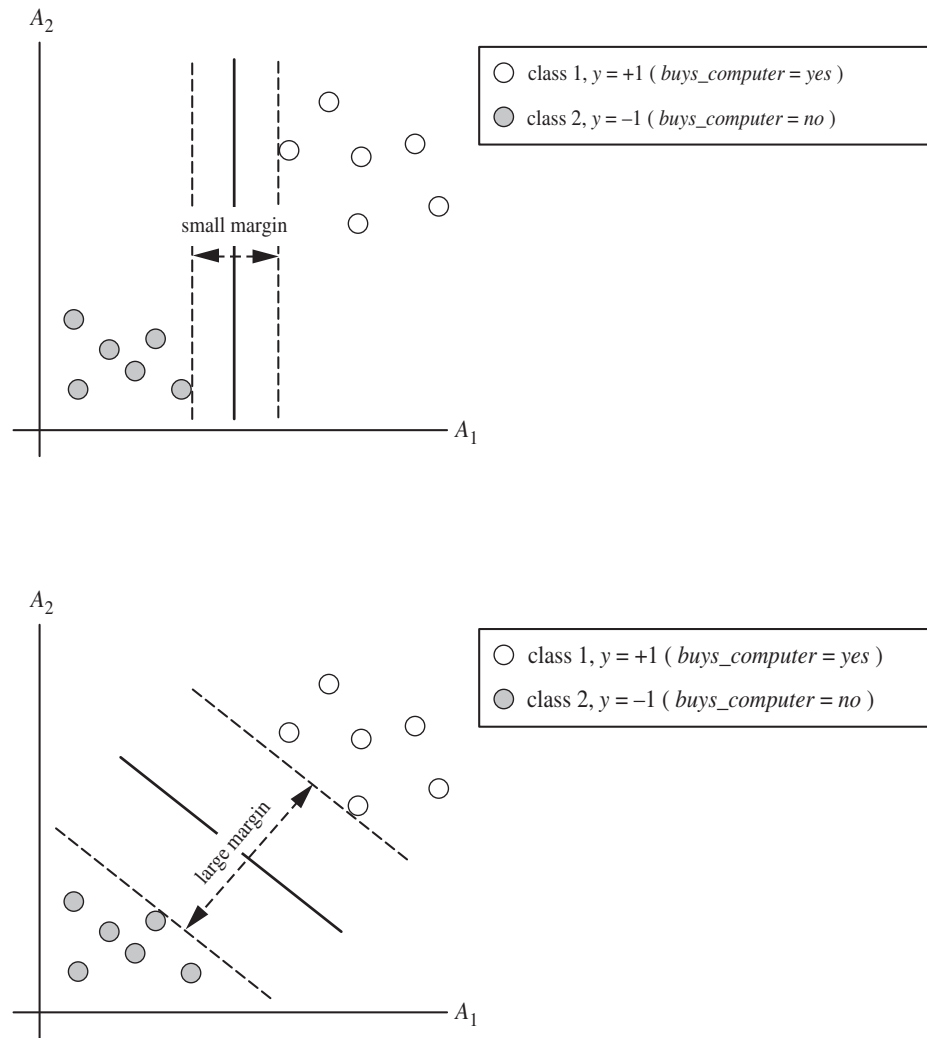 A₂
class 1, y = +1 ( buys_computer = yes )
class 2, y = –1 ( buys_computer = no )
small margin
A₁
A₂
class 1, y = +1 ( buys_computer = yes )
class 2, y = –1 ( buys_computer = no )
large margin
A₁